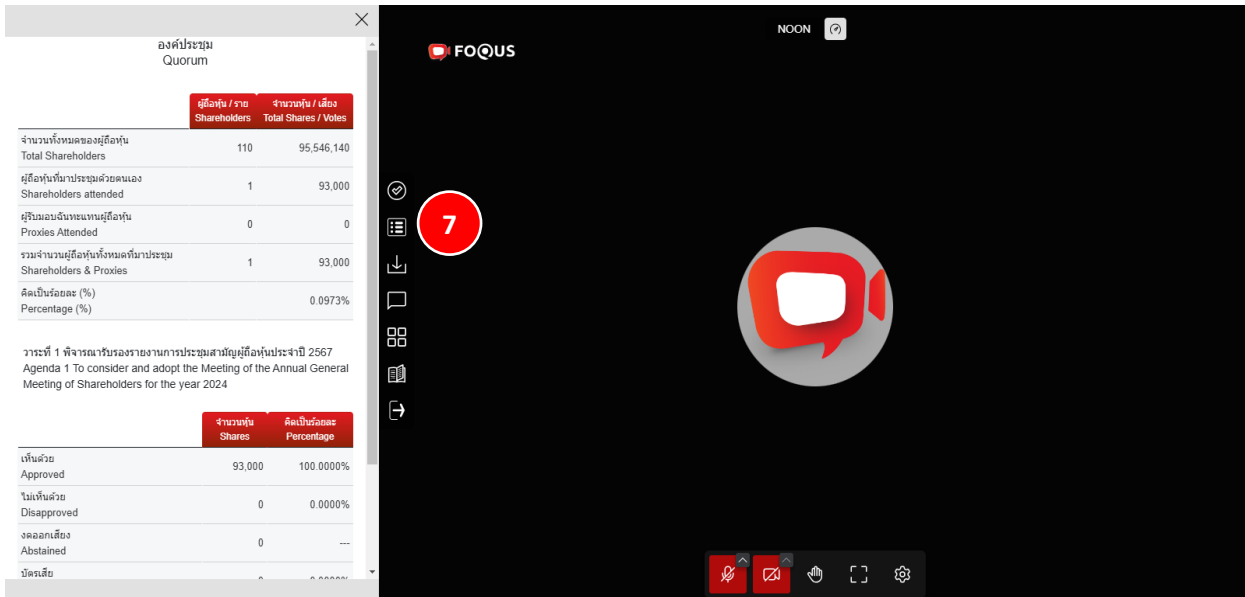 องค์ประชุม
Quorum
ผู้ถือหุ้น / ราย จำนวนหุ้น / เสียง
Shareholders Total Shares / Votes
จำนวนทั้งหมดของผู้ถือหุ้น
Total Shareholders 110 95,546,140
ผู้ถือหุ้นที่มาประชุมด้วยตนเอง
Shareholders attended 1 93,000
ผู้รับมอบฉันทะแทนผู้ถือหุ้น
Proxies Attended 0 0
รวมจำนวนผู้ถือหุ้นทั้งหมดที่มาประชุม
Shareholders & Proxies 1 93,000
คิดเป็นร้อยละ (%)
Percentage (%) 0.0973%
วาระที่ 1 พิจารณารับรองรายงานการประชุมสามัญผู้ถือหุ้นประจำปี 2567
Agenda 1 To consider and adopt the Meeting of the Annual General
Meeting of Shareholders for the year 2024
จำนวนหุ้น คิดเป็นร้อยละ
Shares Percentage
เห็นด้วย
Approved 93,000 100.0000%
ไม่เห็นด้วย
Disapproved 0 0.0000%
งดออกเสียง
Abstained 0 ---
บัตรเสีย
FOQUS
NOON
7